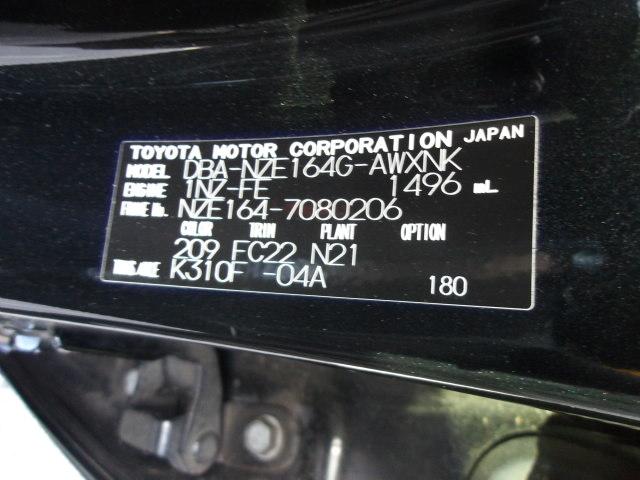 TOYOTA MOTOR CORPORATION JAPAN
MODEL DBA-NZE164G-AWXNK
ENGINE 1NZ-FE 1496 mL
FRAME No. NZE164-7080206
COLOR TRIM PLANT OPTION
209 FC22 N21
TRANS./AXLE K310F -04A 180